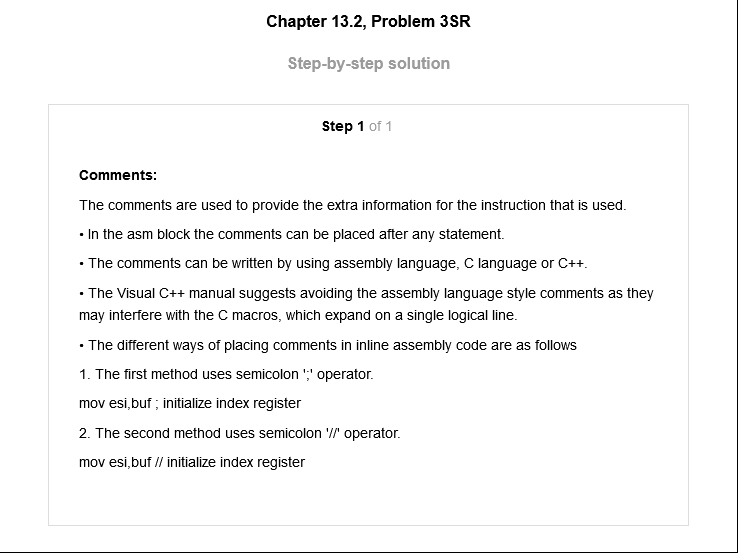 Chapter 13.2, Problem 3SR
Step-by-step solution
Step 1 of 1
Comments:
The comments are used to provide the extra information for the instruction that is used.
• In the asm block the comments can be placed after any statement.
• The comments can be written by using assembly language, C language or C++.
• The Visual C++ manual suggests avoiding the assembly language style comments as they
may interfere with the C macros, which expand on a single logical line.
• The different ways of placing comments in inline assembly code are as follows
1. The first method uses semicolon ';' operator.
mov esi,buf ; initialize index register
2. The second method uses semicolon '//' operator.
mov esi,buf // initialize index register